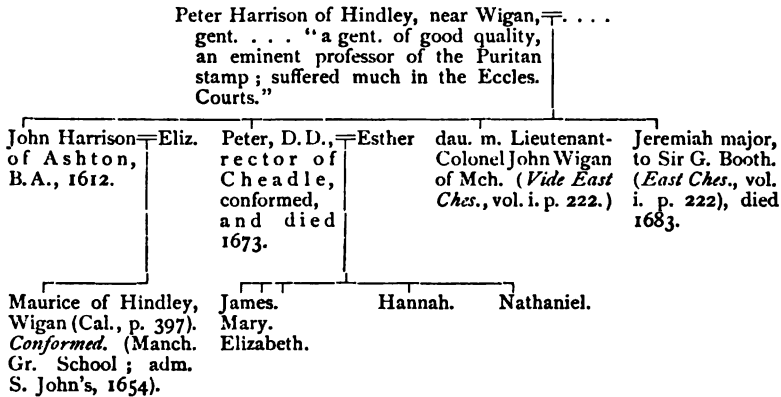 Peter Harrison of Hindley, near Wigan, . . . .
gent. . . . "a gent. of good quality,
an eminent professor of the Puritan
stamp ; suffered much in the Eccles.
Courts."
John Harrison Eliz.
of Ashton,
B.A., 1612.
Peter, D.D., Esther
rector of
Cheadle,
conformed,
and died
1673.
dau. m. Lieutenant-
Colonel John Wigan
of Mch. (Vide East
Ches., vol. i. p. 222.)
Jeremiah major,
to Sir G. Booth.
(East Ches., vol.
i. p. 222), died
1683.
Maurice of Hindley,
Wigan (Cal., p. 397).
Conformed. (Manch.
Gr. School ; adm.
S. John's, 1654).
James.
Mary.
Elizabeth.
Hannah.
Nathaniel.